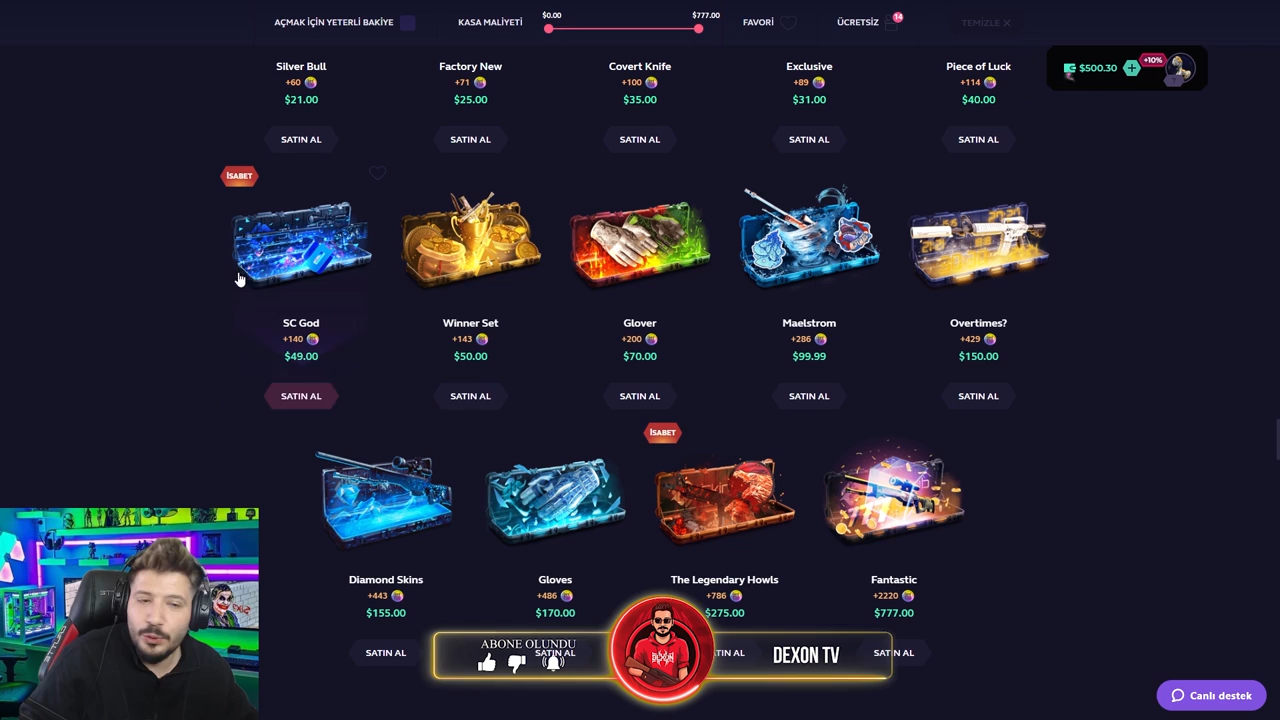 AÇMAK İÇİN YETERLİ BAKİYE
KASA MALİYETİ
$0.00
$777.00
FAVORİ
ÜCRETSİZ
14
TEMİZLE ✕
$500.30
+10%
Silver Bull
+60
$21.00
SATIN AL
Factory New
+71
$25.00
SATIN AL
Covert Knife
+100
$35.00
SATIN AL
Exclusive
+89
$31.00
SATIN AL
Piece of Luck
+114
$40.00
SATIN AL
İSABET
SC God
+140
$49.00
SATIN AL
Winner Set
+143
$50.00
SATIN AL
Glover
+200
$70.00
SATIN AL
Maelstrom
+286
$99.99
SATIN AL
Overtimes?
+429
$150.00
SATIN AL
Diamond Skins
+443
$155.00
SATIN AL
Gloves
+486
$170.00
SATIN AL
İSABET
The Legendary Howls
+786
$275.00
TIN AL
Fantastic
+2220
$777.00
SATIN AL
ABONE OLUNDU
DEXON TV
Canlı destek